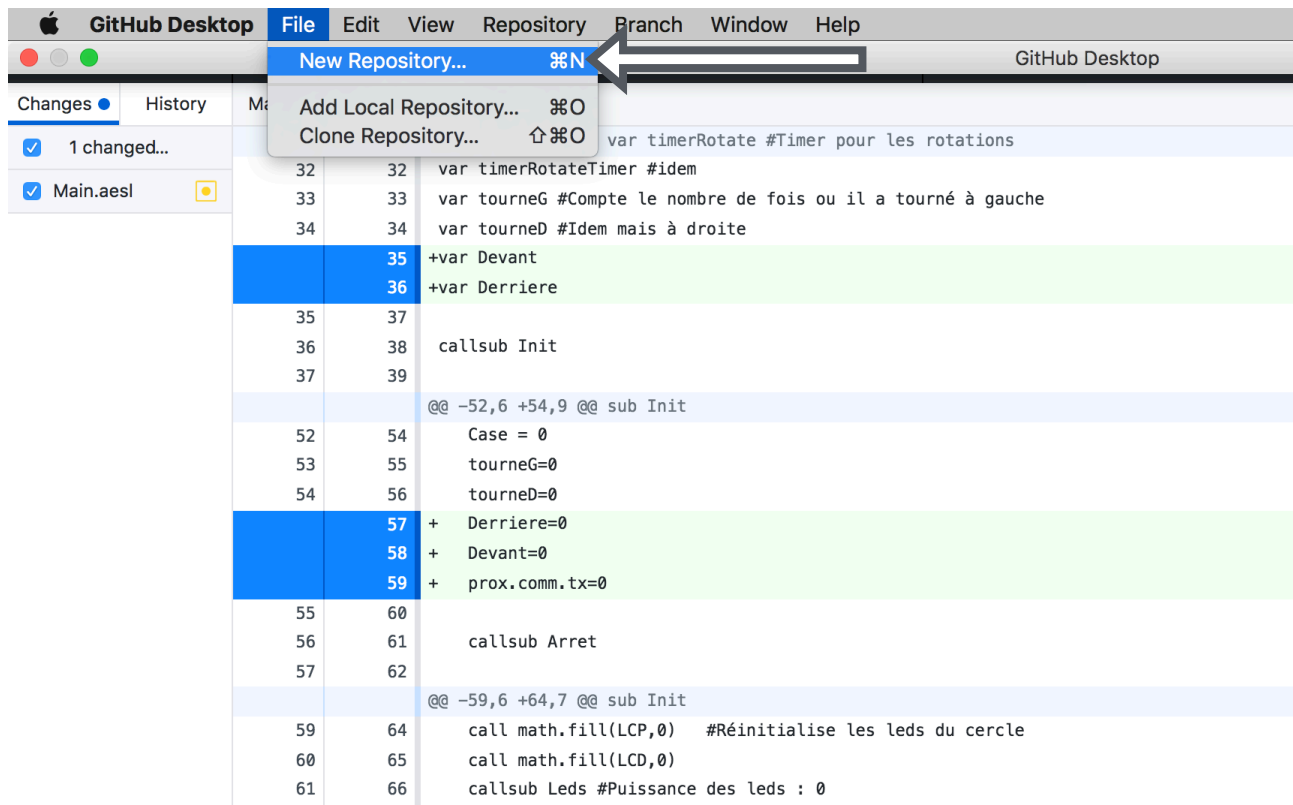 GitHub Desktop File Edit View Repository Branch Window Help
GitHub Desktop
New Repository... ⌘N
Add Local Repository... ⌘O
Clone Repository... ⇧⌘O
Changes History
1 changed...
Main.aesl
var timerRotate #Timer pour les rotations
32 32 var timerRotateTimer #idem
33 33 var tourneG #Compte le nombre de fois ou il a tourné à gauche
34 34 var tourneD #Idem mais à droite
35 +var Devant
36 +var Derriere
35 37
36 38 callsub Init
37 39
@@ -52,6 +54,9 @@ sub Init
52 54 Case = 0
53 55 tourneG=0
54 56 tourneD=0
57 + Derriere=0
58 + Devant=0
59 + prox.comm.tx=0
55 60
56 61 callsub Arret
57 62
@@ -59,6 +64,7 @@ sub Init
59 64 call math.fill(LCP,0) #Réinitialise les leds du cercle
60 65 call math.fill(LCD,0)
61 66 callsub Leds #Puissance des leds : 0